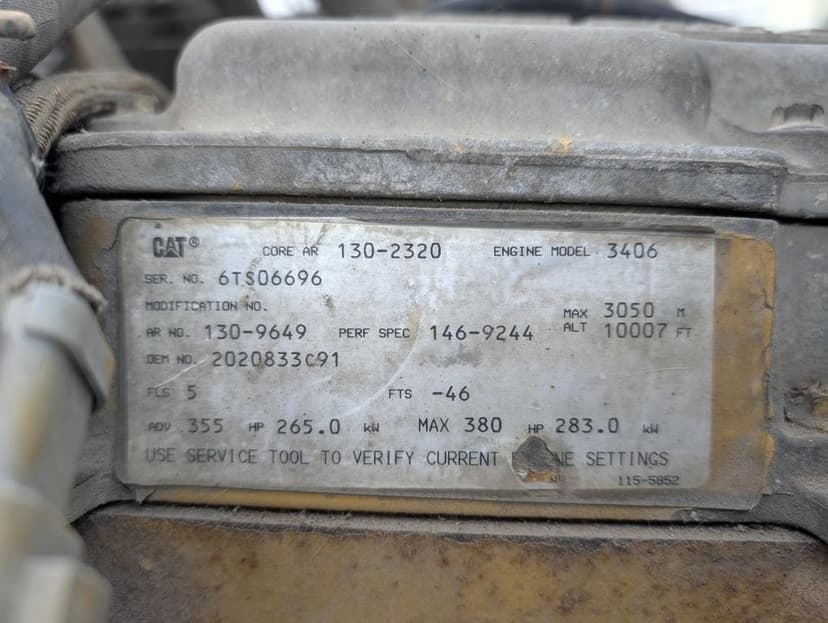 CAT® CORE AR 130-2320 ENGINE MODEL 3406
SER. NO. 6TS06696
MODIFICATION NO. MAX 3050 M
AR NO. 130-9649 PERF SPEC 146-9244 ALT 10007 FT
OEM NO. 2020833C91
FLS 5 FTS -46
ADV 355 HP 265.0 kW MAX 380 HP 283.0 kW
USE SERVICE TOOL TO VERIFY CURRENT SETTINGS
115-5852